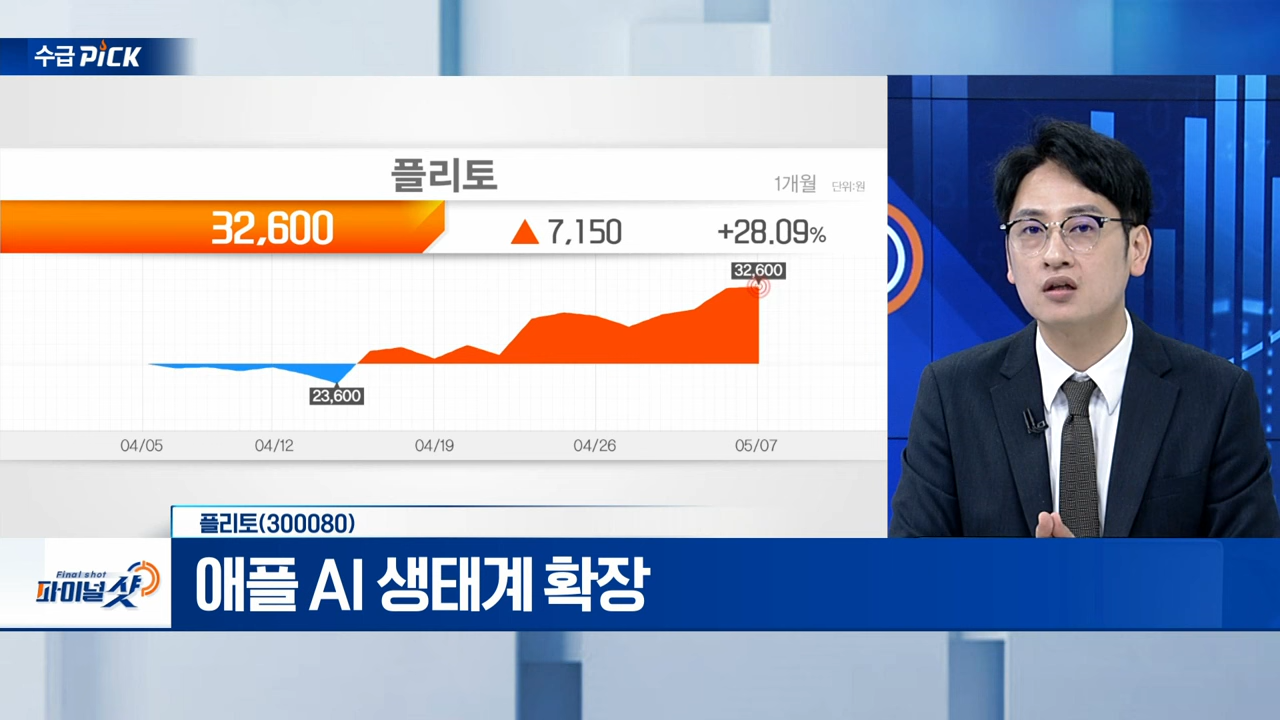 수급 PiCK
플리토
1개월 단위:원
32,600 ▲ 7,150 +28.09%
32,600
23,600
04/05 04/12 04/19 04/26 05/07
플리토(300080)
Final shot
파이널샷
애플 AI 생태계 확장